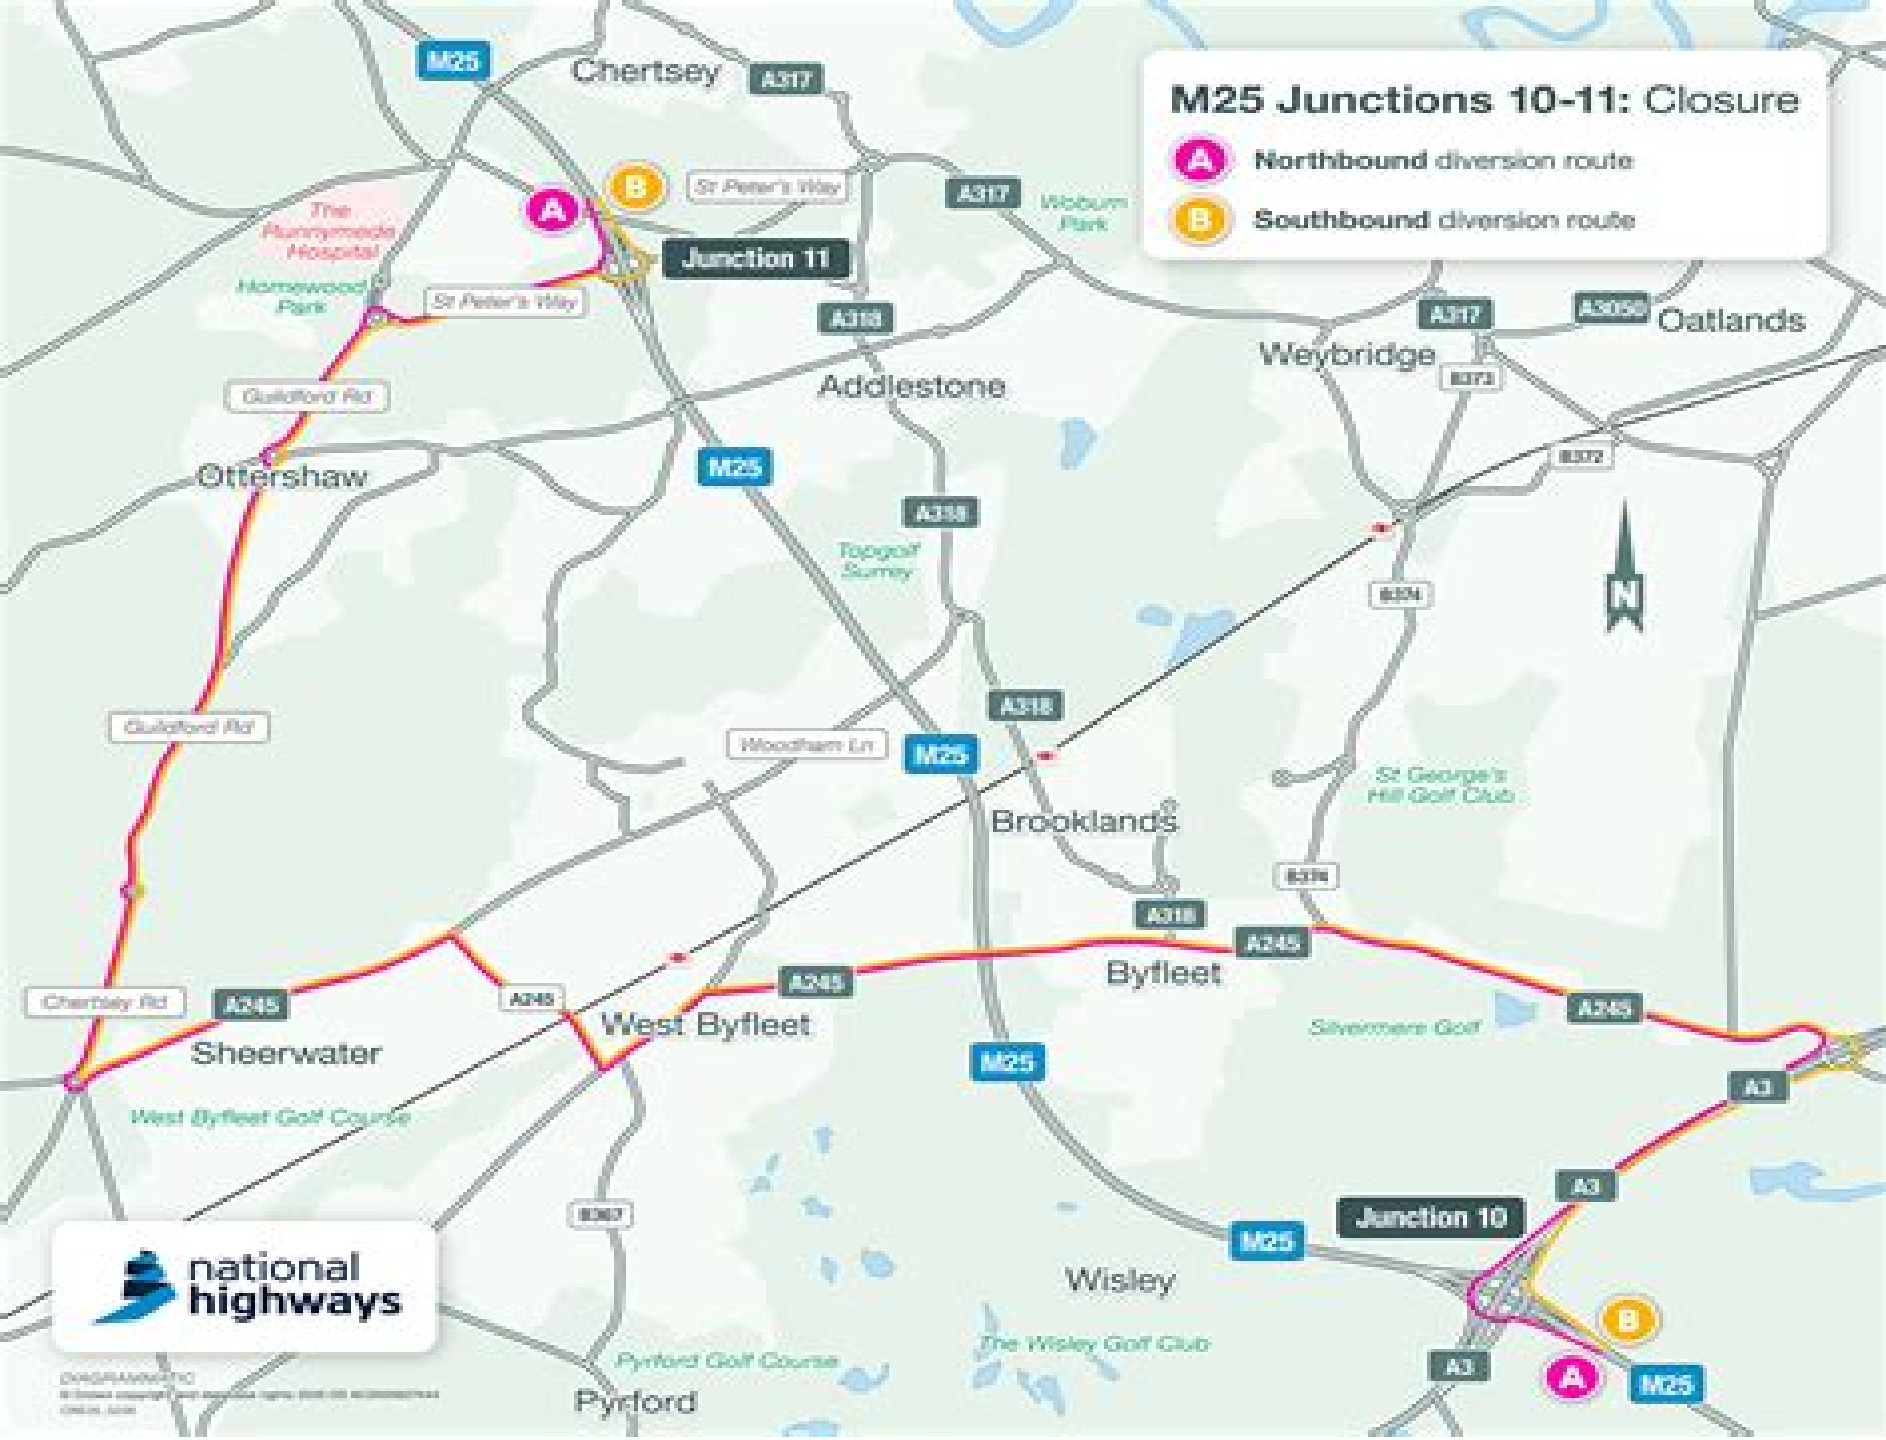 M25
Chertsey
A317
M25 Junctions 10-11: Closure
A
Northbound diversion route
B
Southbound diversion route
The
Runnymede
Hospital
A
B
St Peter's Way
A317
Woburn
Park
Junction 11
Homewood
Park
St Peter's Way
A318
A317
A3050
Oatlands
Weybridge
B373
Addlestone
Guildford Rd
Ottershaw
M25
B372
A318
Topgolf
Surrey
N
B374
Guildford Rd
A318
Woodham Ln
M25
St George's
Hill Golf Club
Brooklands
B374
A318
A245
Byfleet
A245
Chertsey Rd
A245
A245
West Byfleet
A245
Silvermere Golf
Sheerwater
M25
A3
West Byfleet Golf Course
A3
B367
Junction 10
M25
national
highways
Wisley
B
The Wisley Golf Club
A3
A
M25
Pyrford Golf Course
DIAGRAMMATIC
Pyrford